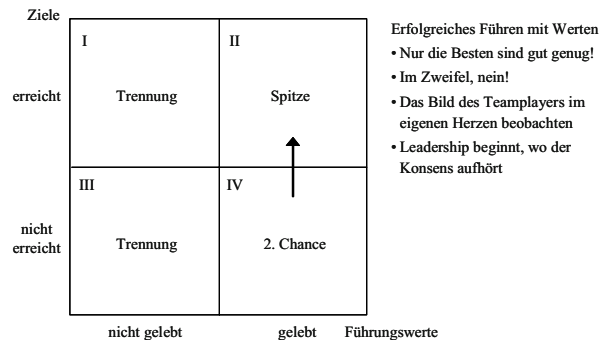 Ziele
I
II
erreicht
Trennung
Spitze
III
IV
nicht
erreicht
Trennung
2. Chance
nicht gelebt
gelebt
Führungswerte
Erfolgreiches Führen mit Werten
• Nur die Besten sind gut genug!
• Im Zweifel, nein!
• Das Bild des Teamplayers im
eigenen Herzen beobachten
• Leadership beginnt, wo der
Konsens aufhört